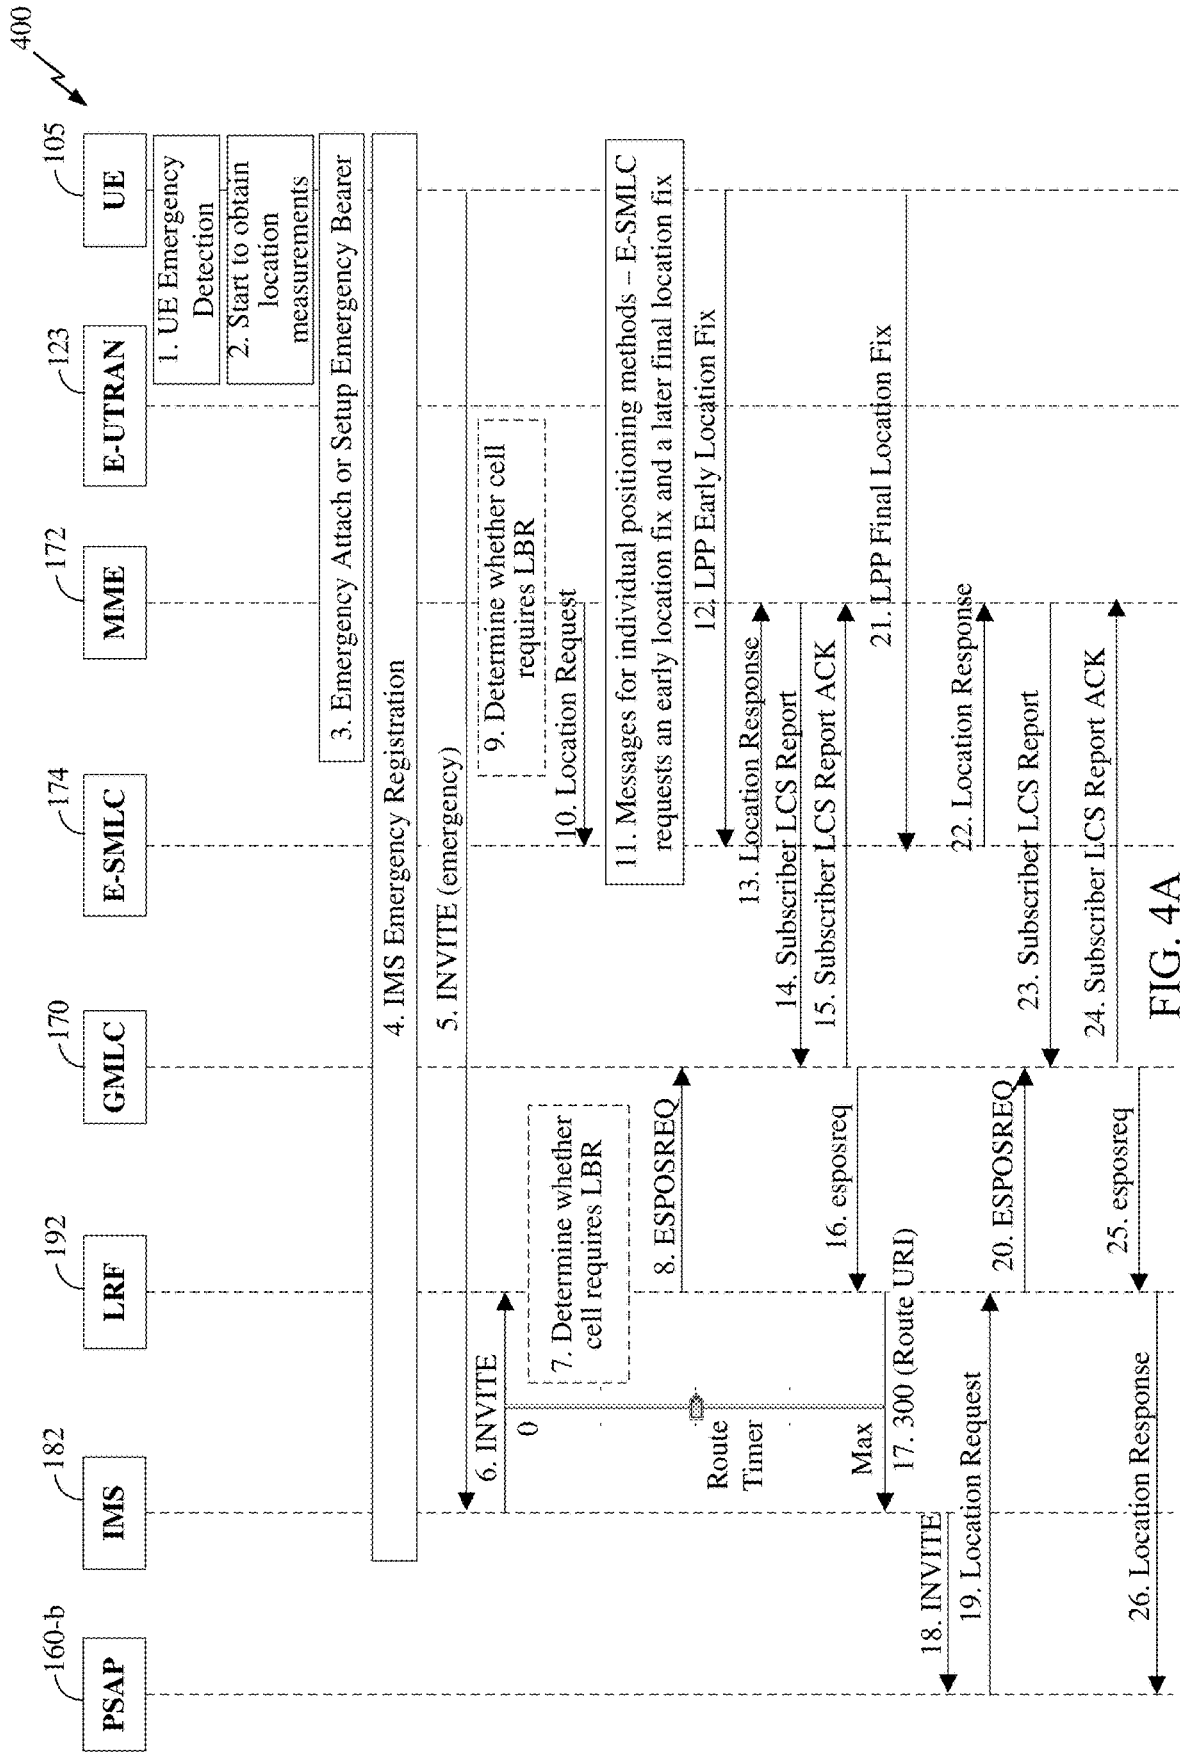 400
160-b
182
192
170
174
172
123
105
PSAP
IMS
LRF
GMLC
E-SMLC
MME
E-UTRAN
UE
1. UE Emergency
Detection
2. Start to obtain
location
measurements
3. Emergency Attach or Setup Emergency Bearer
4. IMS Emergency Registration
5. INVITE (emergency)
6. INVITE
0
Route
Timer
Max
7. Determine whether
cell requires LBR
8. ESPOSREQ
9. Determine whether cell
requires LBR
10. Location Request
11. Messages for individual positioning methods – E-SMLC
requests an early location fix and a later final location fix
12. LPP Early Location Fix
13. Location Response
14. Subscriber LCS Report
15. Subscriber LCS Report ACK
16. esposreq
17. 300 (Route URI)
18. INVITE
19. Location Request
20. ESPOSREQ
21. LPP Final Location Fix
22. Location Response
23. Subscriber LCS Report
24. Subscriber LCS Report ACK
25. esposreq
26. Location Response
FIG. 4A